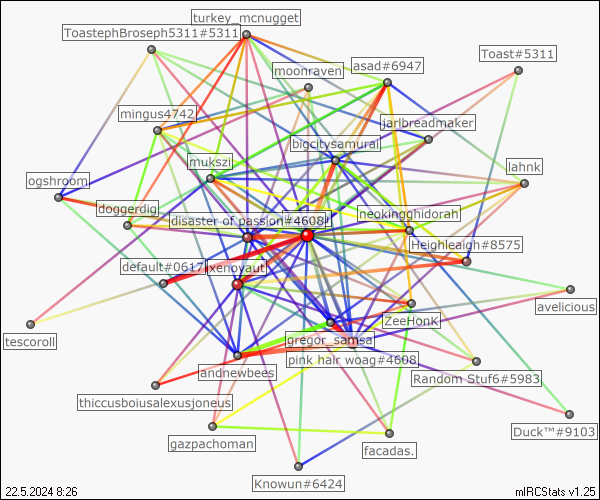 turkey_mcnugget
ToastephBroseph5311#5311
Toast#5311
asad#6947
moonraven
mingus4742
jarlbreadmaker
bigcitysamurai
mukszi
lahnk
ogshroom
doggerdig
disaster of passion#4608
neokingghidorah
Heighleaigh#8575
default#0617
xenovaut
avelicious
ZeeHonK
tescoroll
gregor_samsa
pink hair woag#4608
andnewbees
Random Stuf6#5983
thiccusboiusalexusjoneus
Duck™#9103
gazpachoman
facadas.
Knowun#6424
22.5.2024 8:26
mIRCStats v1.25